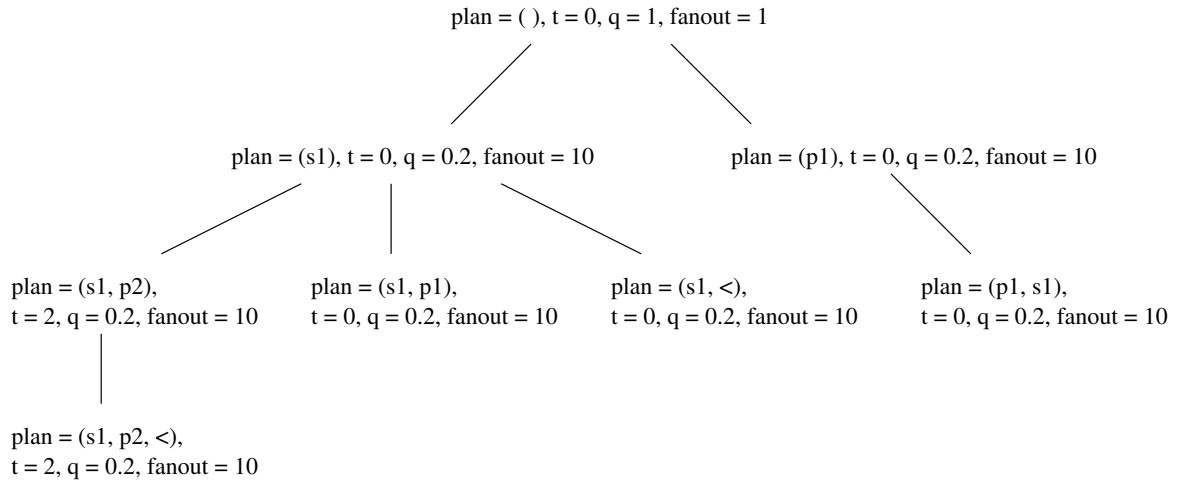 plan = ( ), t = 0, q = 1, fanout = 1
plan = (s1), t = 0, q = 0.2, fanout = 10
plan = (p1), t = 0, q = 0.2, fanout = 10
plan = (s1, p2),
t = 2, q = 0.2, fanout = 10
plan = (s1, p1),
t = 0, q = 0.2, fanout = 10
plan = (s1, <),
t = 0, q = 0.2, fanout = 10
plan = (p1, s1),
t = 0, q = 0.2, fanout = 10
plan = (s1, p2, <),
t = 2, q = 0.2, fanout = 10